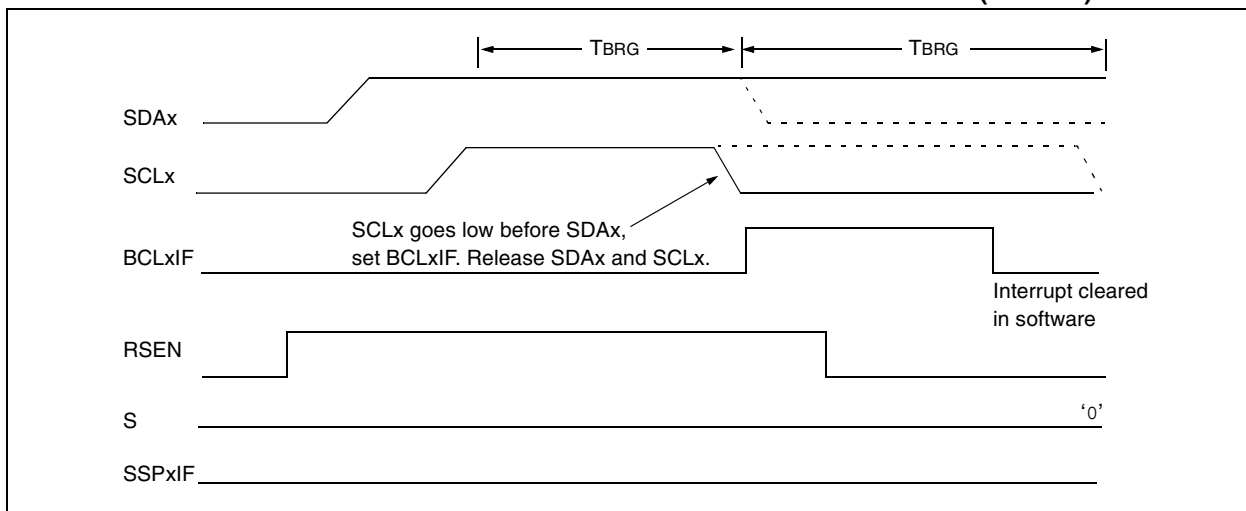 TBRG
TBRG
SDAx
SCLx
SCLx goes low before SDAx,
set BCLxIF. Release SDAx and SCLx.
BCLxIF
Interrupt cleared
in software
RSEN
S
‘0’
SSPxIF